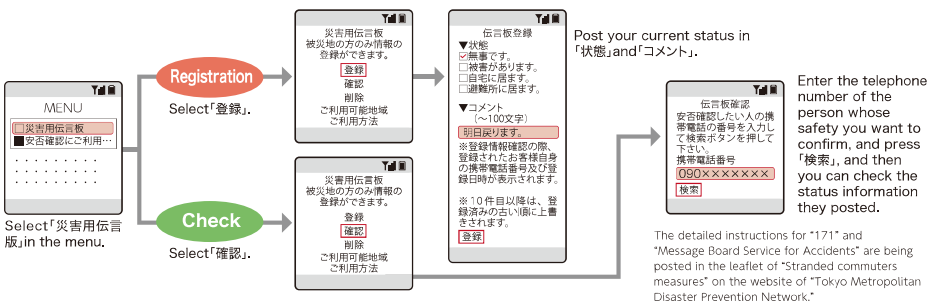 MENU
□災害用伝言板
■安否確認にご利用…
Select「災害用伝言
版」in the menu.
Registration
Select「登録」.
Check
Select「確認」.
災害用伝言板
被災地の方のみ情報の
登録ができます。
登録
確認
削除
ご利用可能地域
ご利用方法
災害用伝言板
被災地の方のみ情報の
登録ができます。
登録
確認
削除
ご利用可能地域
ご利用方法
伝言板登録
▼状態
☑無事です。
□被害があります。
□自宅に居ます。
□避難所に居ます。
▼コメント
(～100文字)
明日戻ります。
※登録情報確認の際、
登録されたお客様自身
の携帯電話番号及び登
録日時が表示されます。
※10件目以降は、登
録済みの古い順に上書
きされます。
登録
Post your current status in
「状態」and「コメント」.
伝言板確認
安否確認したい人の携
帯電話の番号を入力し
て検索ボタンを押して
下さい。
携帯電話番号
090×××××××
検索
Enter the telephone
number of the
person whose
safety you want to
confirm, and press
「検索」, and then
you can check the
status information
they posted.
The detailed instructions for “171” and
“Message Board Service for Accidents” are being
posted in the leaflet of “Stranded commuters
measures” on the website of “Tokyo Metropolitan
Disaster Prevention Network.”